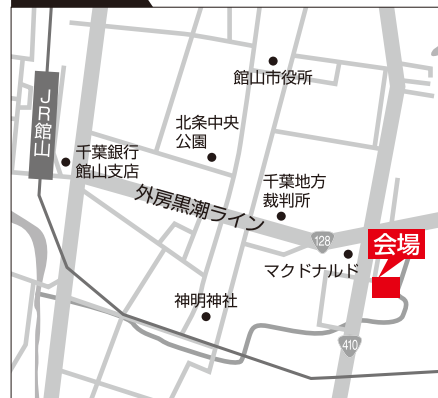 館山市役所
JR館山
北条中央
公園
千葉銀行
館山支店
千葉地方
裁判所
外房黒潮ライン
128
会場
マクドナルド
神明神社
410